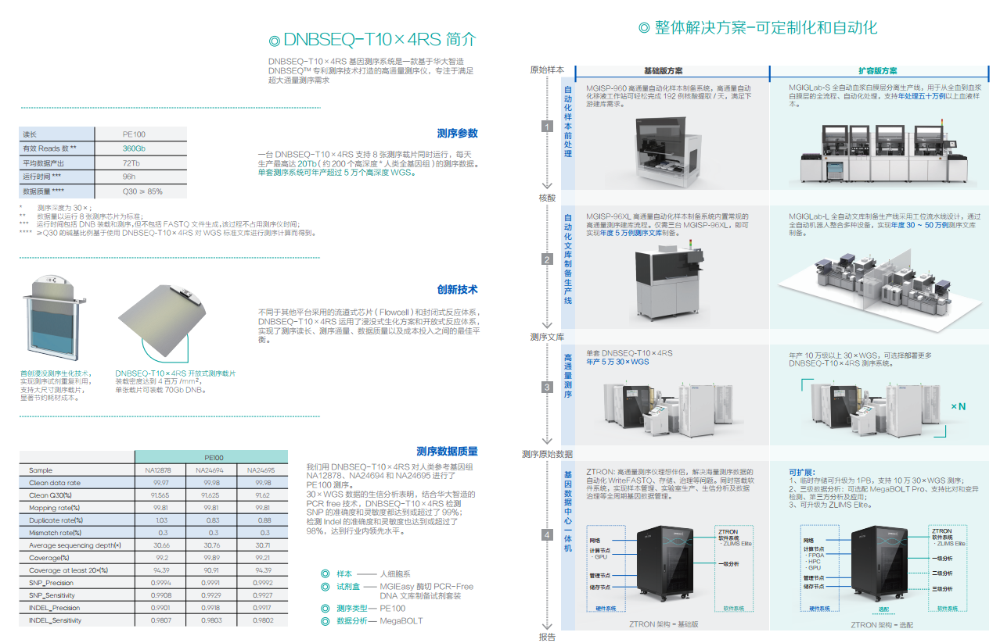 ◎ DNBSEQ-T10×4RS 简介
DNBSEQ-T10×4RS 基因测序系统是一款基于华大智造
DNBSEQ™ 专利测序技术打造的高通量测序仪，专注于满足
超大通量测序需求
读长 PE100
有效 Reads 数 ** 360Gb
平均数据产出 72Tb
运行时间 *** 96h
数据质量 **** Q30 ≥ 85%
* 测序深度为 30×；
** 数据量以运行 8 张测序芯片为标准；
*** 运行时间包括 DNB 装载和测序，但不包括 FASTQ 文件生成，该过程不占用测序仪时间；
**** ≥Q30 的碱基比例基于使用 DNBSEQ-T10×4RS 对 WGS 标准文库进行测序计算而得到。
测序参数
一台 DNBSEQ-T10×4RS 支持 8 张测序载片同时运行，每天
生产最高达 20Tb ( 约 200 个高深度 * 人类全基因组 ) 的测序数据。
单套测序系统可年产超过 5 万个高深度 WGS。
创新技术
不同于其他平台采用的流道式芯片 ( Flowcell ) 和封闭式反应体系，
DNBSEQ-T10×4RS 运用了浸没式生化方案和开放式反应体系，
实现了测序读长、测序通量、数据质量以及成本投入之间的最佳平
衡。
首创浸没测序生化技术，
实现测序试剂重复利用，
支持大尺寸测序载片，
显著节约耗材成本。
DNBSEQ-T10×4RS 开放式测序载片
装载密度达到 4 百万 /mm²，
单张载片可装载 70Gb DNB。
PE100
Sample NA12878 NA24694 NA24695
Clean data rate 99.97 99.98 99.98
Clean Q30(%) 91.565 91.625 91.62
Mapping rate(%) 99.81 99.81 99.81
Duplicate rate(%) 1.03 0.83 0.88
Mismatch rate(%) 0.3 0.3 0.3
Average sequencing depth(×) 30.66 30.76 30.71
Coverage(%) 99.2 99.89 99.21
Coverage at least 20×(%) 94.39 90.91 94.39
SNP_Precision 0.9994 0.9991 0.9992
SNP_Sensitivity 0.9908 0.9929 0.9927
INDEL_Precision 0.9901 0.9918 0.9917
INDEL_Sensitivity 0.9807 0.9803 0.9802
测序数据质量
我们用 DNBSEQ-T10×4RS 对人类参考基因组
NA12878、NA24694 和 NA24695 进行了
PE100 测序。
30×WGS 数据的生信分析表明，结合华大智造的
PCR free 技术，DNBSEQ-T10×4RS 检测
SNP 的准确度和灵敏度都达到或超过了 99%；
检测 Indel 的准确度和灵敏度也达到或超过了
98%，达到行业内领先水平。
◎ 样本 —— 人细胞系
◎ 试剂盒 — MGIEasy 酶切 PCR-Free
DNA 文库制备试剂套装
◎ 测序类型— PE100
◎ 数据分析— MegaBOLT
◎ 整体解决方案-可定制化和自动化
原始样本
基础版方案
扩容版方案
1
自动化样本前处理
MGISP-960 高通量自动化样本制备系统，高通量自动
化移液工作站可轻松完成 192 例核酸提取 / 天，满足下
游建库需求。
MGIGLab-S 全自动血浆白膜层分离生产线，用于从全血到血浆
白膜层的全流程、自动化处理，支持年处理五十万例以上血液样
本。
核酸
2
自动化文库制备生产线
MGISP-96XL 高通量自动化样本制备系统内置常规的
高通量测序建库流程。仅需三台 MGISP-96XL，即可
实现年度 5 万例测序文库制备。
MGIGLab-L 全自动文库制备生产线采用工位流水线设计，通过
全自动机器人整合多种设备，实现年度 30 ~ 50 万例测序文库
制备。
测序文库
3
高通量测序
单套 DNBSEQ-T10×4RS
年产 5 万 30×WGS
年产 10 万级以上 30×WGS，可选择部署更多
DNBSEQ-T10×4RS 测序系统。
×N
测序原始数据
4
基因数据中心一体机
ZTRON: 高通量测序仪理想伴侣，解决海量测序数据的
自动化 WriteFASTQ、存储、治理等问题。同时搭载软
件系统，实现样本管理、实验室生产、生信分析及数据
治理等全周期基因数据管理。
可扩展：
1、临时存储可升级为 1PB，支持 10 万 30×WGS 测序；
2、三级数据分析：可选配 MegaBOLT Pro、支持比对和变异
检测、第三方分析及应用；
3、可升级为 ZLIMS Elite。
网络
计算节点
· GPU
管理节点
储存节点
硬件系统
ZTRON
软件系统
· ZLIMS Elite
一级分析
软件系统
ZTRON 架构 - 基础版
网络
计算节点
· FPGA
· HPC
· GPU
管理节点
储存节点
硬件系统
选配
ZTRON
软件系统
· ZLIMS Elite
一级分析
二级分析
三级分析
软件系统
ZTRON 架构 - 选配
报告